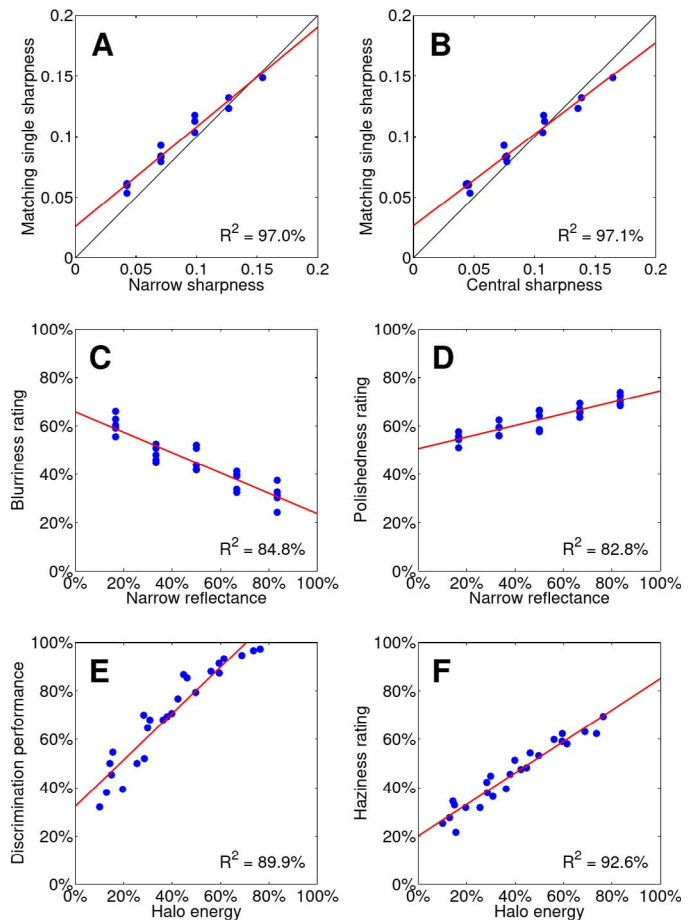 A
0.2
0.15
0.1
0.05
0
Matching single sharpness
R² = 97.0%
0 0.05 0.1 0.15 0.2
Narrow sharpness
B
0.2
0.15
0.1
0.05
0
Matching single sharpness
R² = 97.1%
0 0.05 0.1 0.15 0.2
Central sharpness
C
100%
80%
60%
40%
20%
0%
Blurriness rating
R² = 84.8%
0% 20% 40% 60% 80% 100%
Narrow reflectance
D
100%
80%
60%
40%
20%
0%
Polishedness rating
R² = 82.8%
0% 20% 40% 60% 80% 100%
Narrow reflectance
E
100%
80%
60%
40%
20%
0%
Discrimination performance
R² = 89.9%
0% 20% 40% 60% 80% 100%
Halo energy
F
100%
80%
60%
40%
20%
0%
Haziness rating
R² = 92.6%
0% 20% 40% 60% 80% 100%
Halo energy